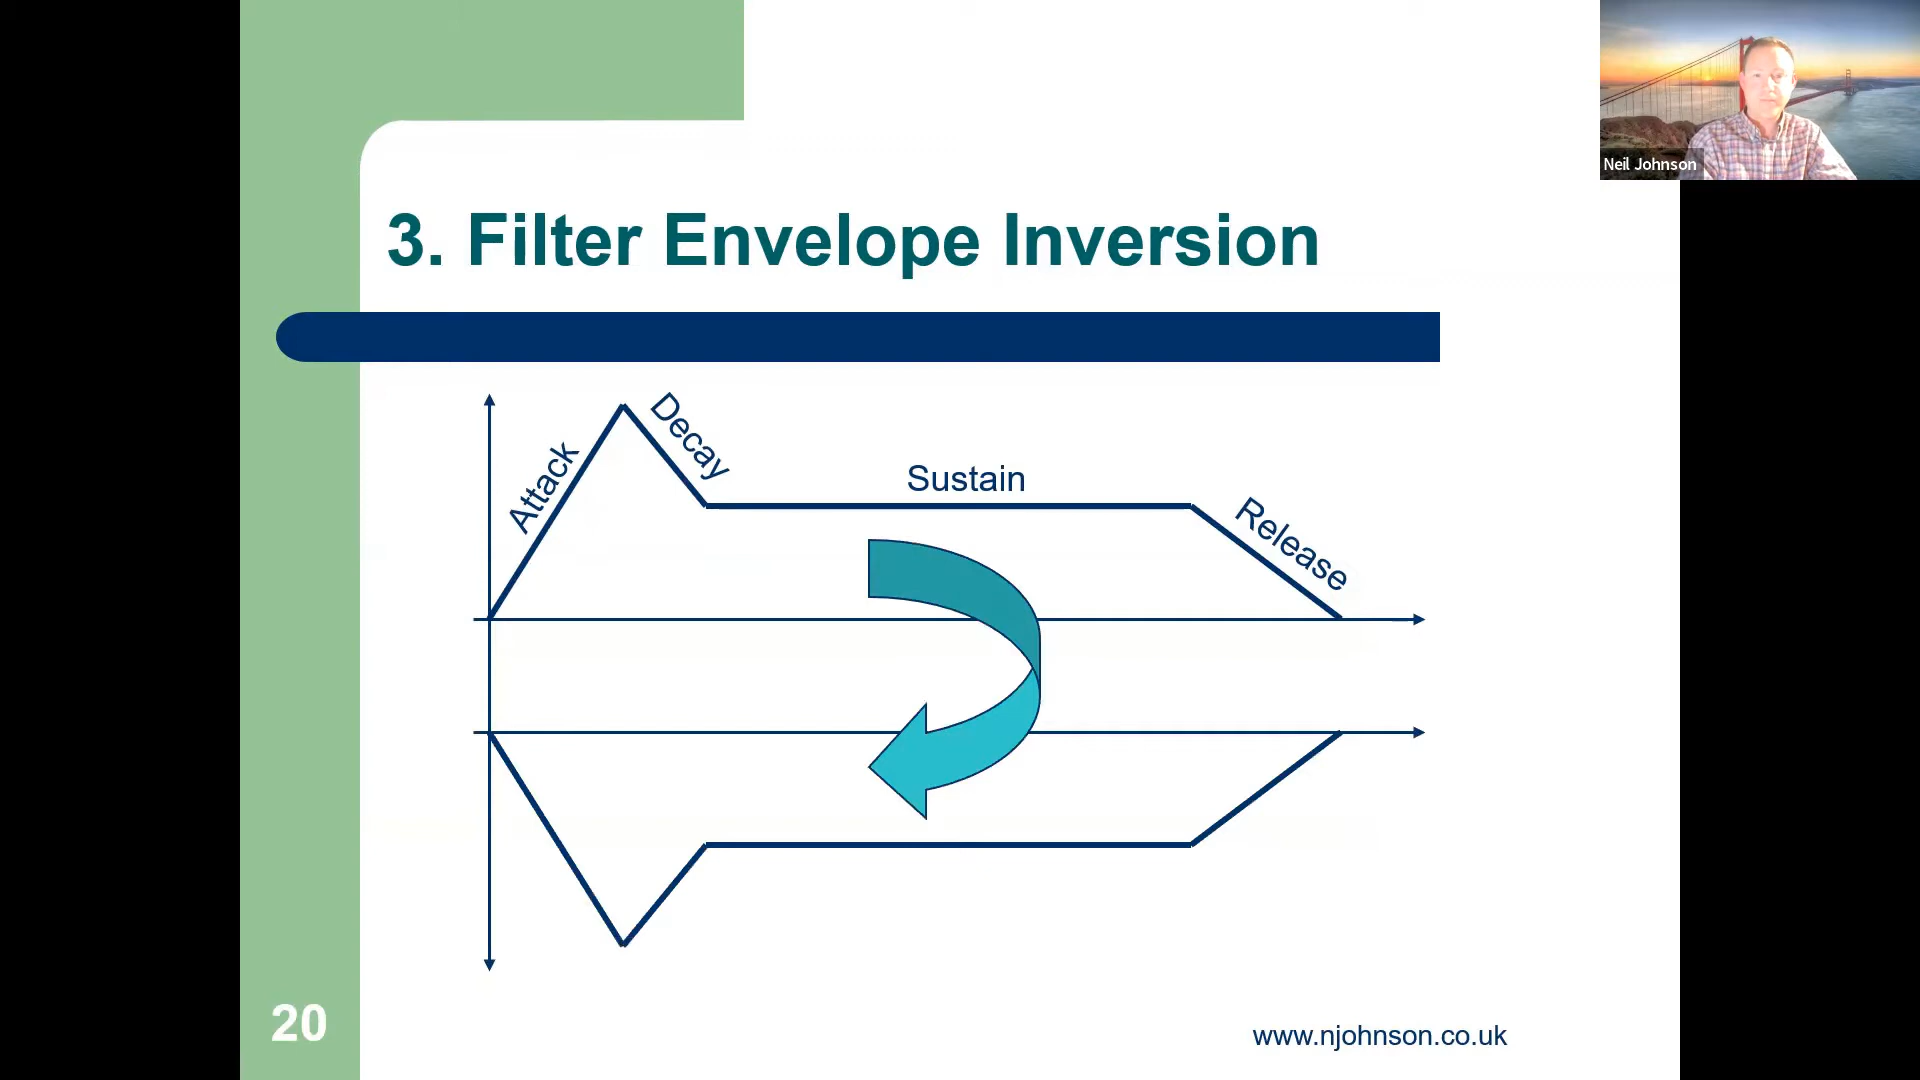 Neil Johnson
3. Filter Envelope Inversion
Attack
Decay
Sustain
Release
20
www.njohnson.co.uk